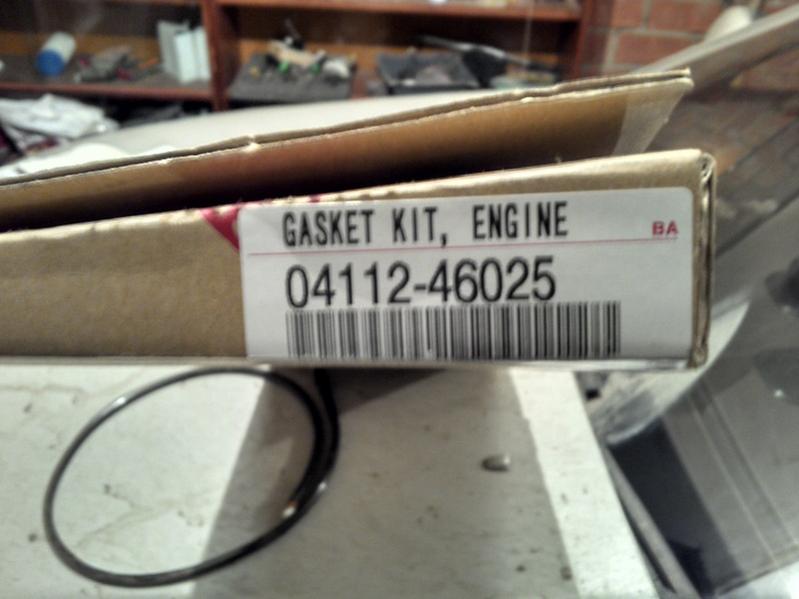 GASKET KIT, ENGINE
BA
04112-46025